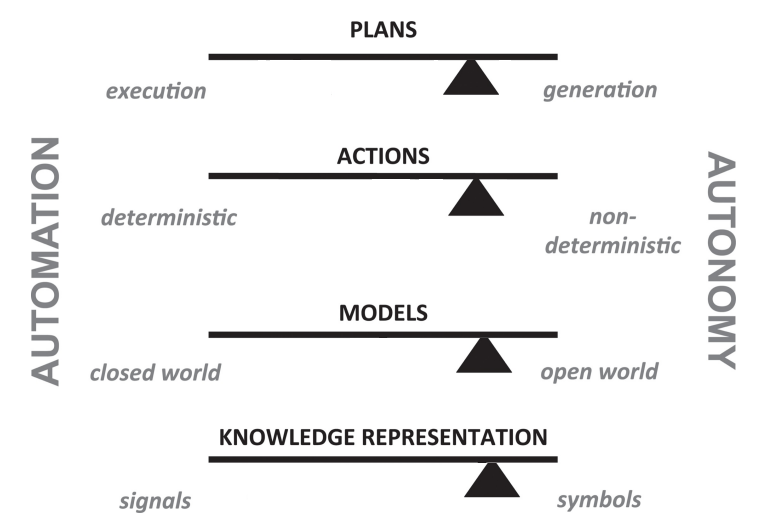 PLANS
execution
generation
AUTOMATION
AUTONOMY
ACTIONS
deterministic
non-
deterministic
MODELS
closed world
open world
KNOWLEDGE REPRESENTATION
signals
symbols